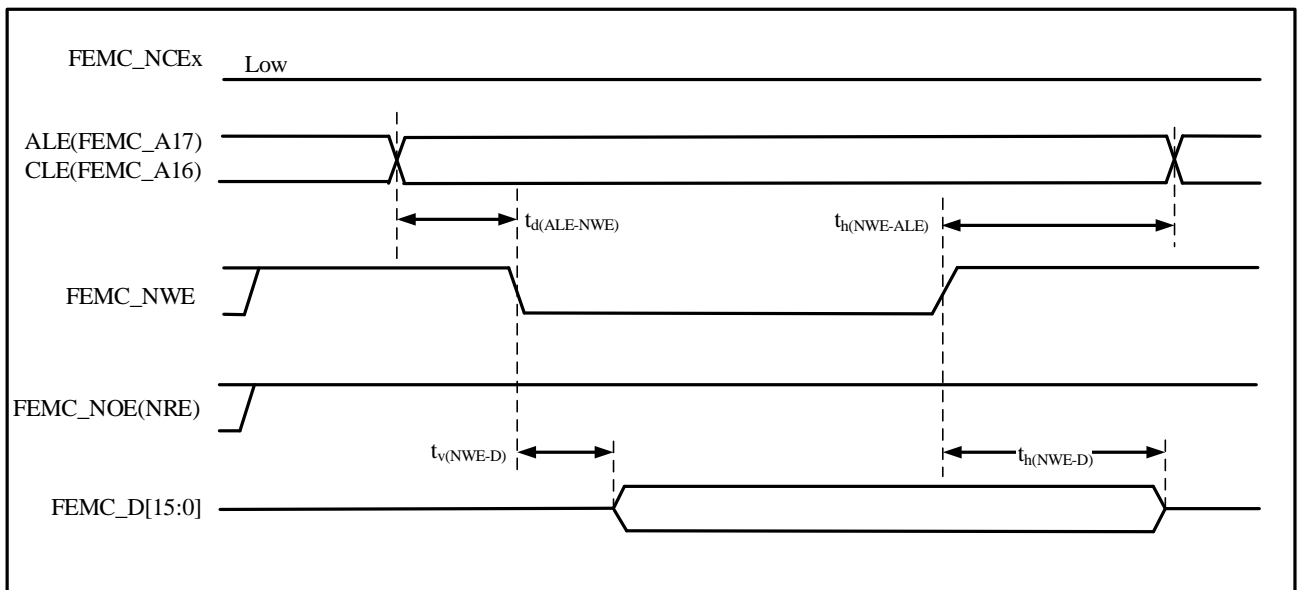 FEMC_NCEx
Low
ALE(FEMC_A17)
CLE(FEMC_A16)
td(ALE-NWE)
th(NWE-ALE)
FEMC_NWE
FEMC_NOE(NRE)
tv(NWE-D)
th(NWE-D)
FEMC_D[15:0]